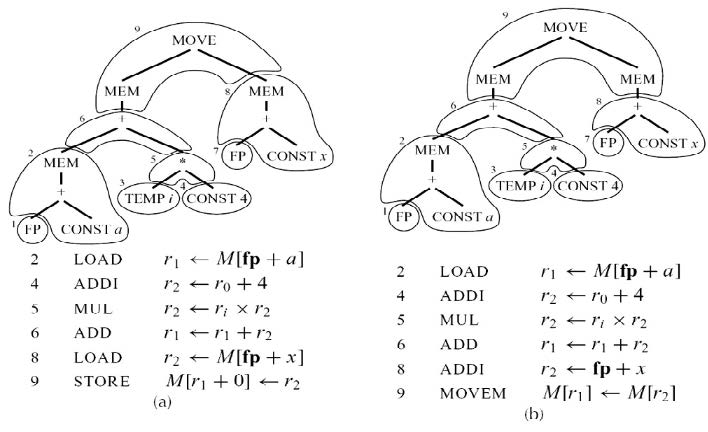 9
MOVE
MEM
8 MEM
6 +
+
2
MEM
5 *
7 FP
CONST x
+
3
4
TEMP i
CONST 4
1 FP
CONST a
2 LOAD r₁ ← M[fp + a]
4 ADDI r₂ ← r₀ + 4
5 MUL r₂ ← rᵢ × r₂
6 ADD r₁ ← r₁ + r₂
8 LOAD r₂ ← M[fp + x]
9 STORE M[r₁ + 0] ← r₂
(a)
9
MOVE
MEM
MEM
6 +
8 +
2
MEM
5 *
7 FP
CONST x
+
3
4
TEMP i
CONST 4
1 FP
CONST a
2 LOAD r₁ ← M[fp + a]
4 ADDI r₂ ← r₀ + 4
5 MUL r₂ ← rᵢ × r₂
6 ADD r₁ ← r₁ + r₂
8 ADDI r₂ ← fp + x
9 MOVEM M[r₁] ← M[r₂]
(b)